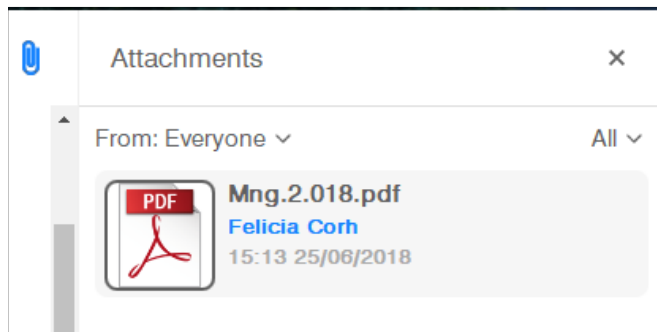 Attachments
From: Everyone All
PDF
Mng.2.018.pdf
Felicia Corh
15:13 25/06/2018